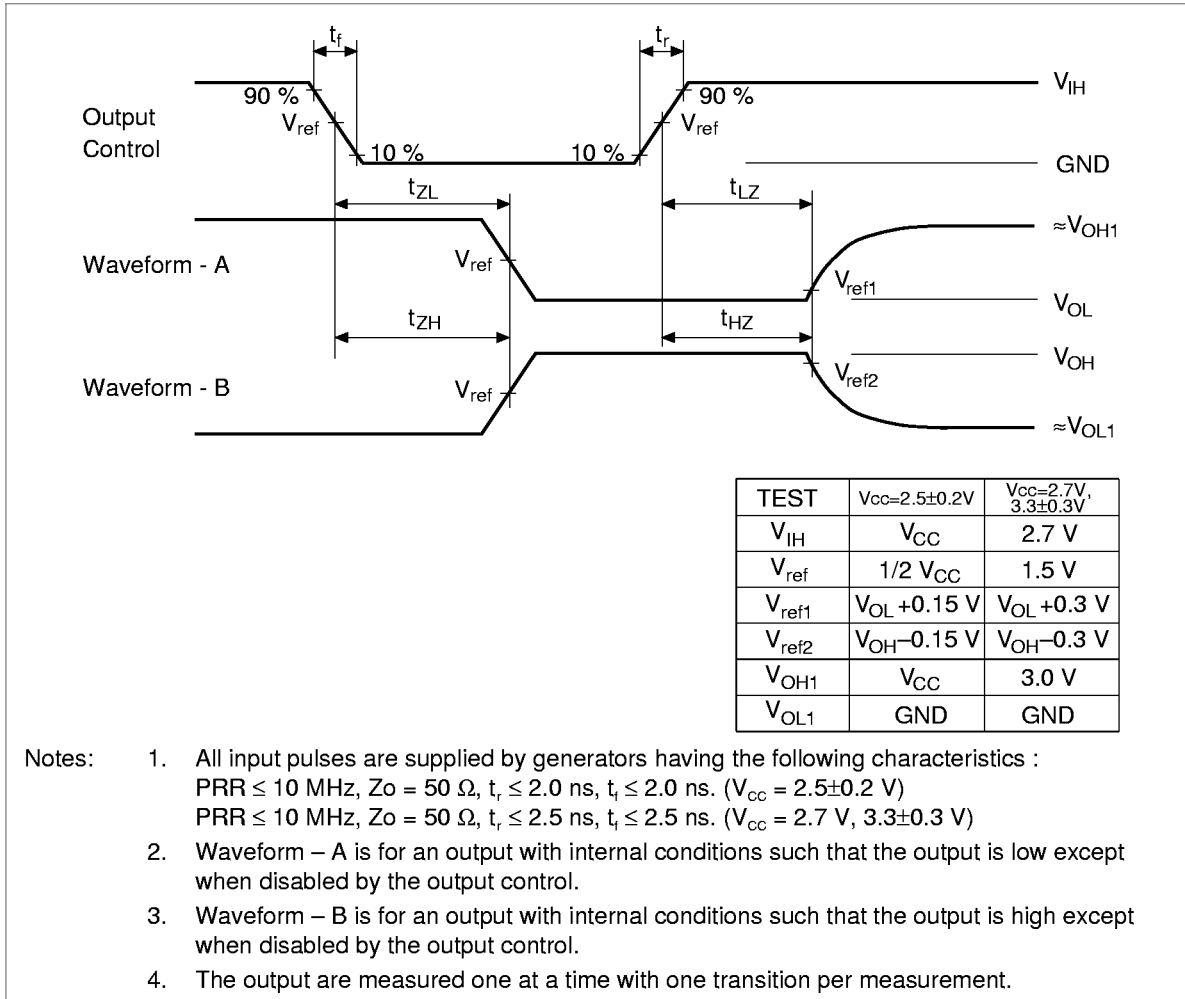 tf
tr
90 %
90 %
VIH
Output
Control
Vref
Vref
10 %
10 %
GND
tZL
tLZ
≈VOH1
Waveform - A
Vref
Vref1
VOL
tZH
tHZ
VOH
Waveform - B
Vref
Vref2
≈VOL1
TEST Vcc=2.5±0.2V Vcc=2.7V, 3.3±0.3V
VIH VCC 2.7 V
Vref 1/2 VCC 1.5 V
Vref1 VOL +0.15 V VOL +0.3 V
Vref2 VOH–0.15 V VOH–0.3 V
VOH1 VCC 3.0 V
VOL1 GND GND
Notes: 1. All input pulses are supplied by generators having the following characteristics :
PRR ≤ 10 MHz, Zo = 50 Ω, tr ≤ 2.0 ns, tf ≤ 2.0 ns. (Vcc = 2.5±0.2 V)
PRR ≤ 10 MHz, Zo = 50 Ω, tr ≤ 2.5 ns, tf ≤ 2.5 ns. (Vcc = 2.7 V, 3.3±0.3 V)
2. Waveform – A is for an output with internal conditions such that the output is low except
when disabled by the output control.
3. Waveform – B is for an output with internal conditions such that the output is high except
when disabled by the output control.
4. The output are measured one at a time with one transition per measurement.